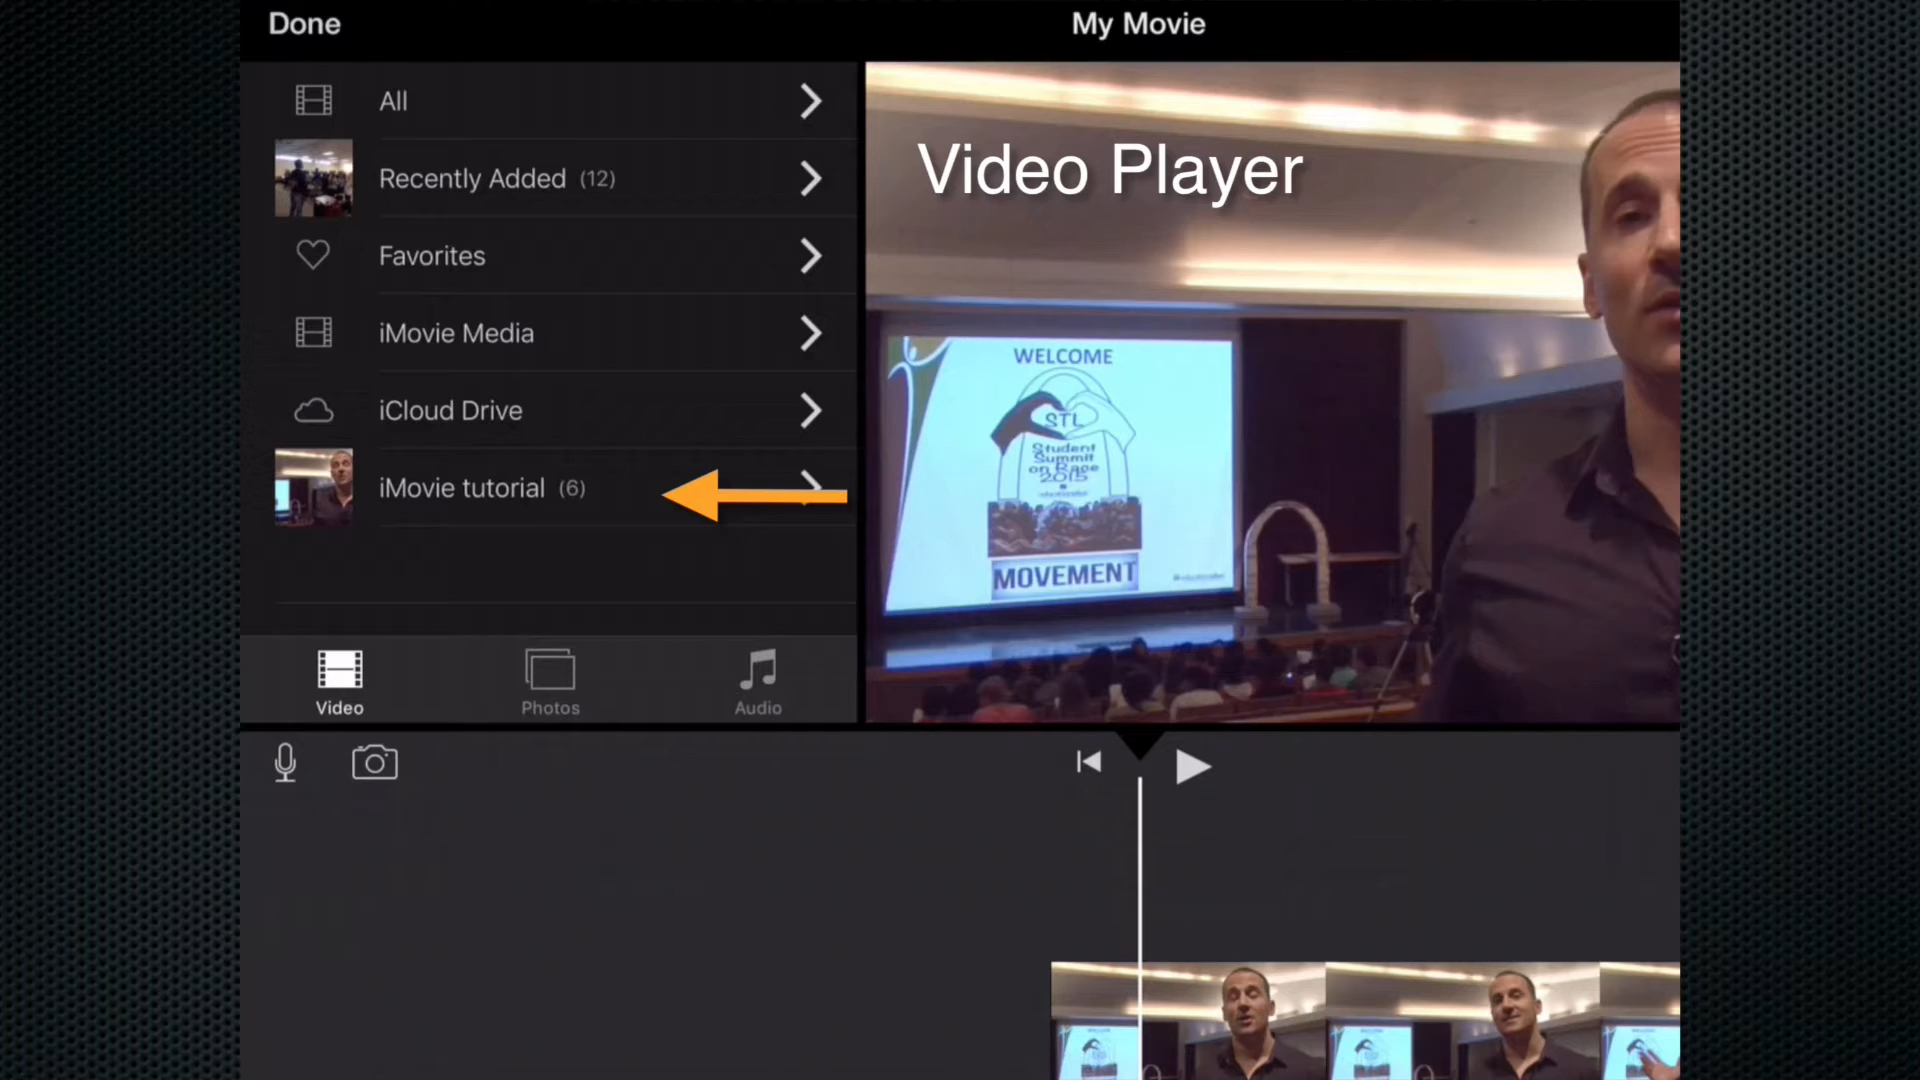 Done
My Movie
All
Recently Added (12)
Favorites
iMovie Media
iCloud Drive
iMovie tutorial (6)
Video
Photos
Audio
Video Player
WELCOME
STL
Student
Summit
on Race
2015
MOVEMENT